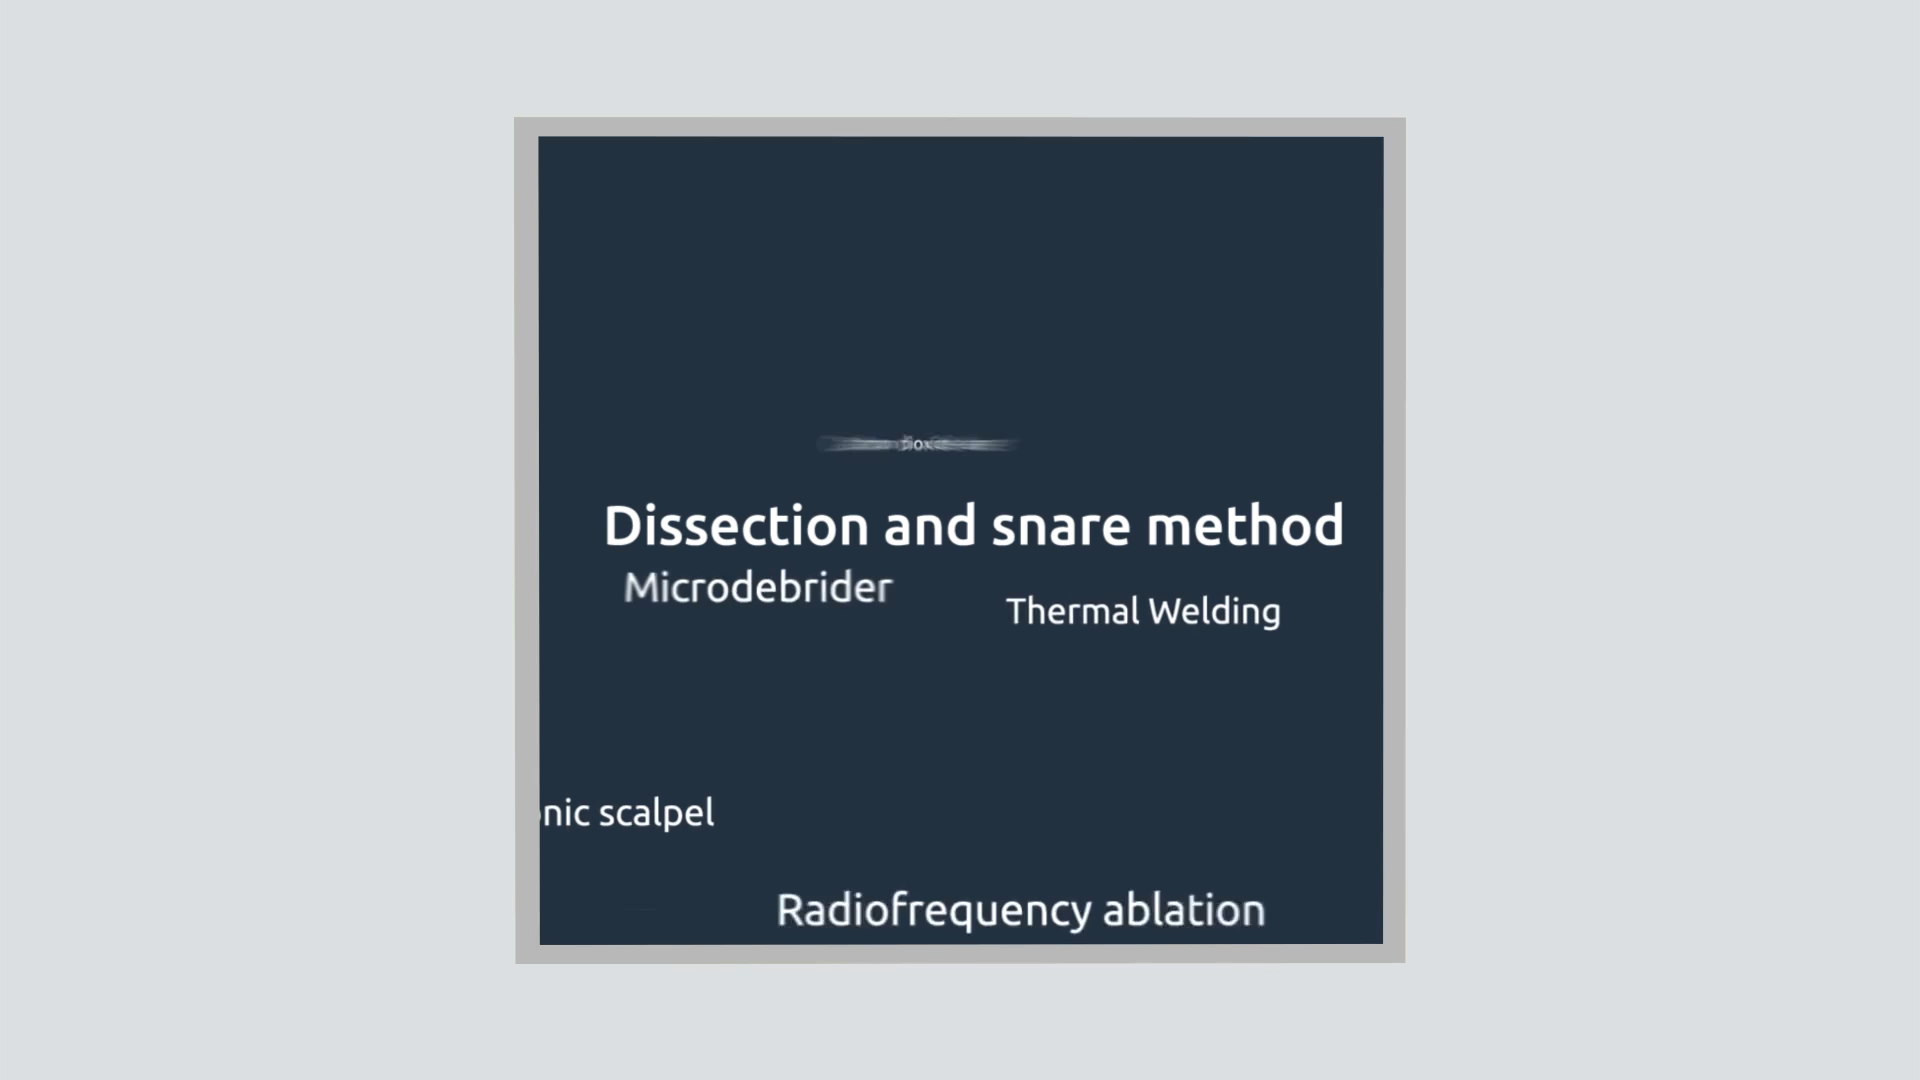 Dissection and snare method
Microdebrider
Thermal Welding
nic scalpel
Radiofrequency ablation